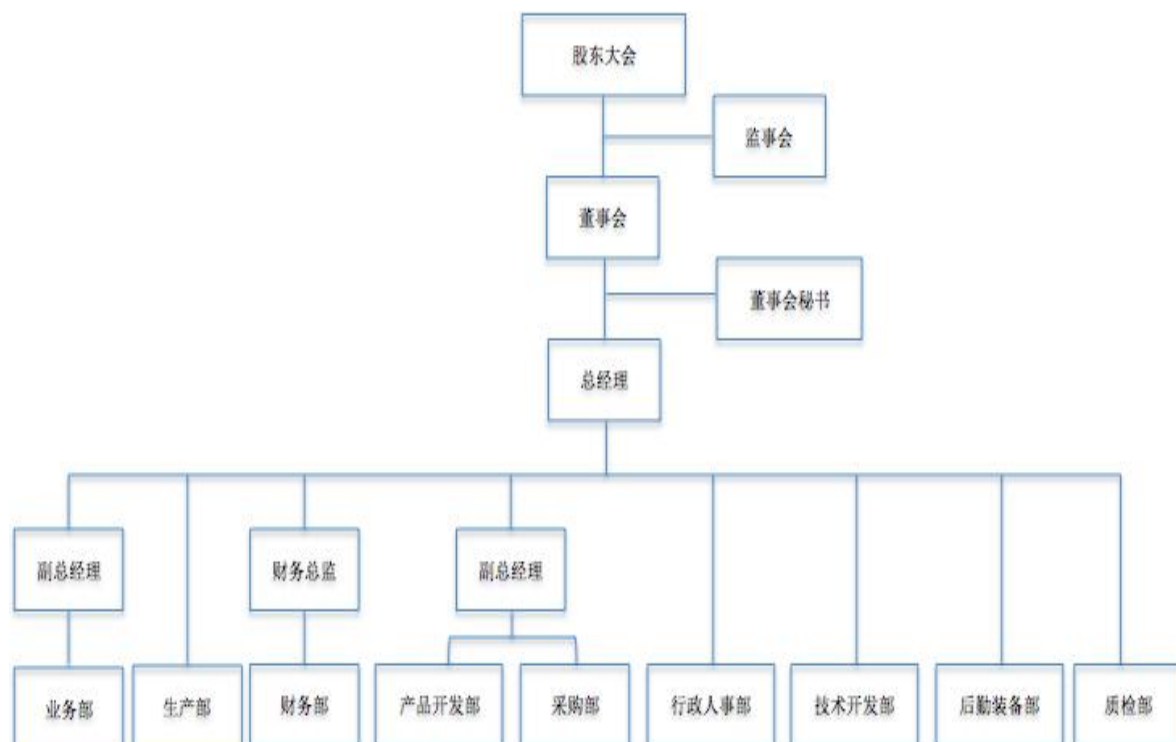 股东大会
监事会
董事会
董事会秘书
总经理
副总经理
财务总监
副总经理
业务部
生产部
财务部
产品开发部
采购部
行政人事部
技术开发部
后勤装备部
质检部